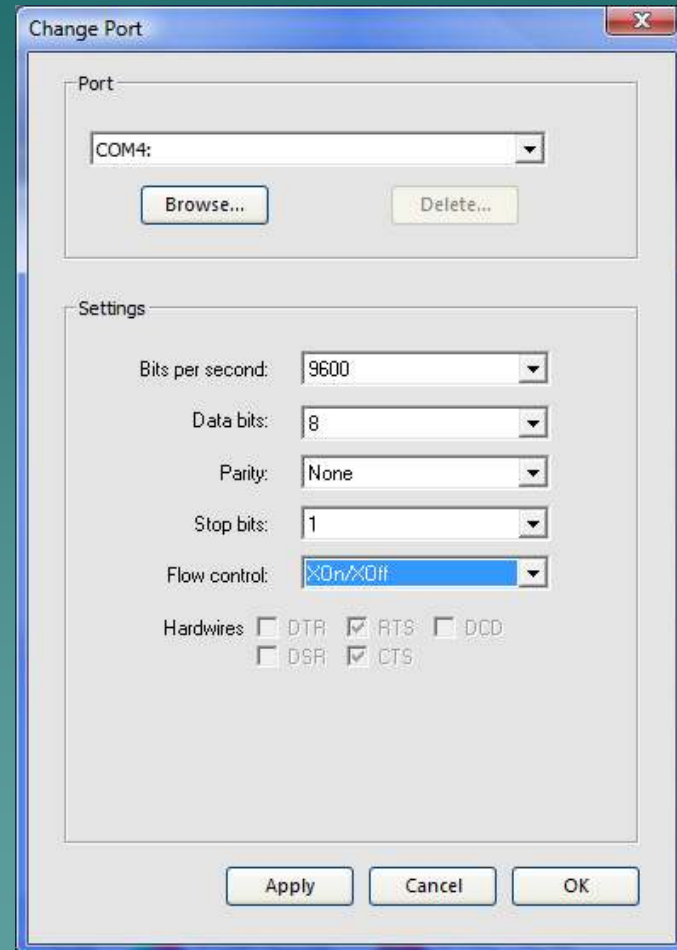 Change Port
X
Port
COM4:
Browse... Delete...
Settings
Bits per second: 9600
Data bits: 8
Parity: None
Stop bits: 1
Flow control: XOn/XOff
Hardwires DTR RTS DCD
DSR CTS
Apply Cancel OK